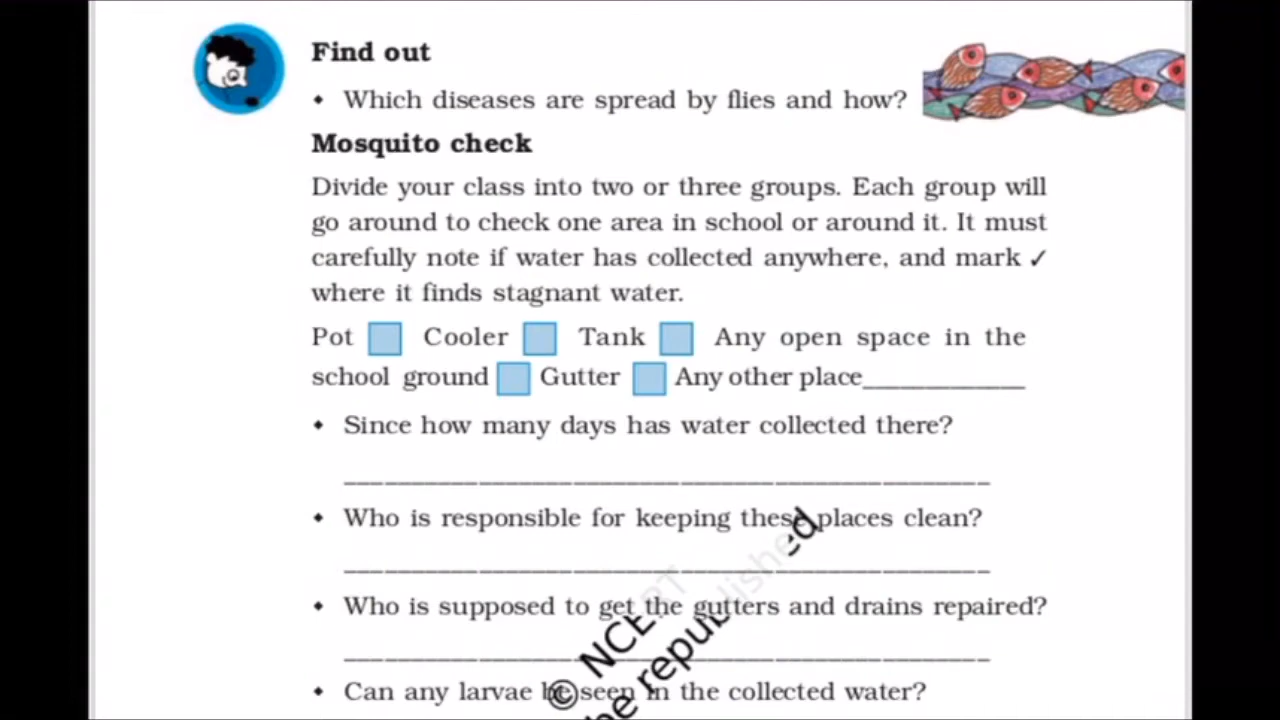 Find out
• Which diseases are spread by flies and how?
Mosquito check
Divide your class into two or three groups. Each group will
go around to check one area in school or around it. It must
carefully note if water has collected anywhere, and mark ✓
where it finds stagnant water.
Pot Cooler Tank Any open space in the
school ground Gutter Any other place____________
• Since how many days has water collected there?
• Who is responsible for keeping these places clean?
• Who is supposed to get the gutters and drains repaired?
• Can any larvae be seen in the collected water?
© NCERT
be republished